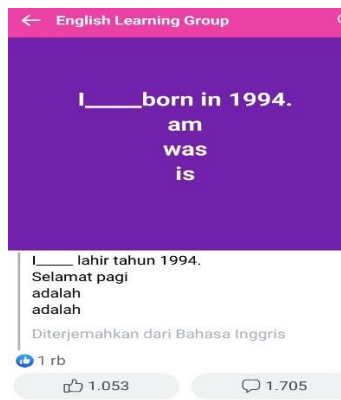 English Learning Group
I_____born in 1994.
am
was
is
I_____ lahir tahun 1994.
Selamat pagi
adalah
adalah
Diterjemahkan dari Bahasa Inggris
1 rb
1.053
1.705